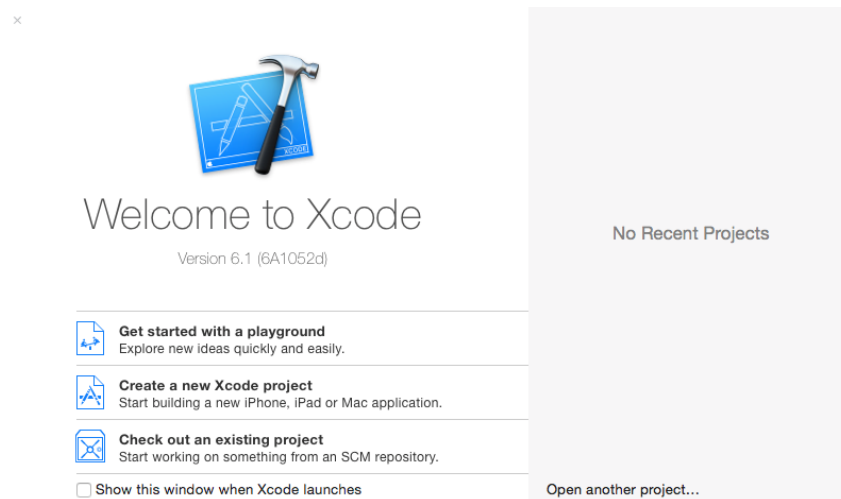 XCODE
Welcome to Xcode
Version 6.1 (6A1052d)
Get started with a playground
Explore new ideas quickly and easily.
Create a new Xcode project
Start building a new iPhone, iPad or Mac application.
Check out an existing project
Start working on something from an SCM repository.
Show this window when Xcode launches
No Recent Projects
Open another project...